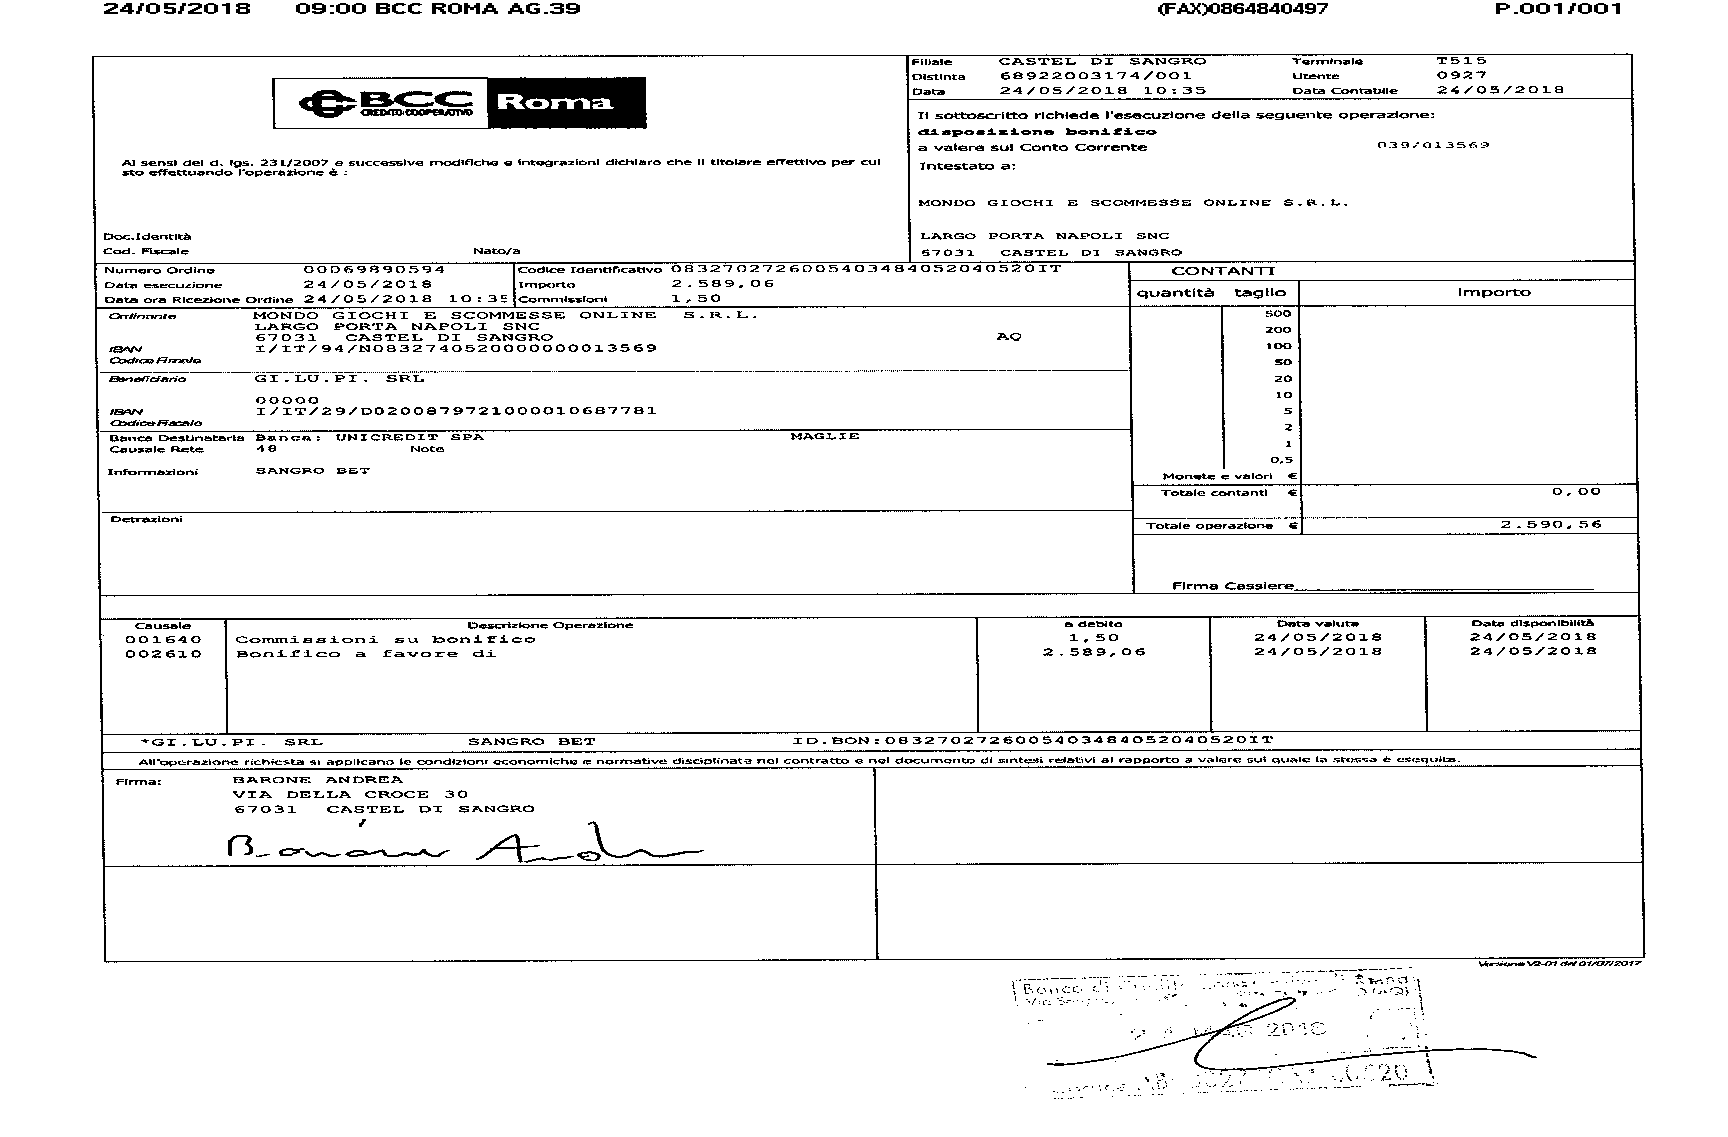 24/05/2018 09:00 BCC ROMA AG.39 (FAX)0864840497 P.001/001
BCC Roma
CREDITO COOPERATIVO
Filiale CASTEL DI SANGRO Terminale T515
Distinta 68922003174/001 Utente 0927
Data 24/05/2018 10:35 Data Contabile 24/05/2018
Il sottoscritto richiede l'esecuzione della seguente operazione:
disposizione bonifico
a valere sul Conto Corrente 039/013569
Intestato a:
MONDO GIOCHI E SCOMMESSE ONLINE S.R.L.
LARGO PORTA NAPOLI SNC
67031 CASTEL DI SANGRO
Ai sensi del d. lgs. 231/2007 e successive modifiche e integrazioni dichiaro che il titolare effettivo per cui
sto effettuando l'operazione è :
Doc.Identità
Cod. Fiscale Nato/a
Numero Ordine 00D69890594 Codice Identificativo 0832702726005403484052040520IT
Data esecuzione 24/05/2018 Importo 2.589,06
Data ora Ricezione Ordine 24/05/2018 10:35 Commissioni 1,50
Ordinante MONDO GIOCHI E SCOMMESSE ONLINE S.R.L.
LARGO PORTA NAPOLI SNC
67031 CASTEL DI SANGRO AQ
IBAN I/IT/94/N0832740520000000013569
Codice Fiscale
Beneficiario GI.LU.PI. SRL
00000
IBAN I/IT/29/D0200879721000010687781
Codice Fiscale
Banca Destinataria Banca: UNICREDIT SPA MAGLIE
Causale Rete 48 Note
Informazioni SANGRO BET
Detrazioni
CONTANTI
quantità taglio Importo
500
200
100
50
20
10
5
2
1
0,5
Monete e valori €
Totale contanti € 0,00
Totale operazione € 2.590,56
Firma Cassiere
Causale Descrizione Operazione a debito Data valuta Data disponibilità
001640 Commissioni su bonifico 1,50 24/05/2018 24/05/2018
002610 Bonifico a favore di 2.589,06 24/05/2018 24/05/2018
*GI.LU.PI. SRL SANGRO BET ID.BON:0832702726005403484052040520IT
All'operazione richiesta si applicano le condizioni economiche e normative disciplinate nel contratto e nel documento di sintesi relativi al rapporto a valere sul quale la stessa è eseguita.
Firma: BARONE ANDREA
VIA DELLA CROCE 30
67031 CASTEL DI SANGRO
Barone Andrea
Versione V2-01 del 01/07/2017
Banco di
2018